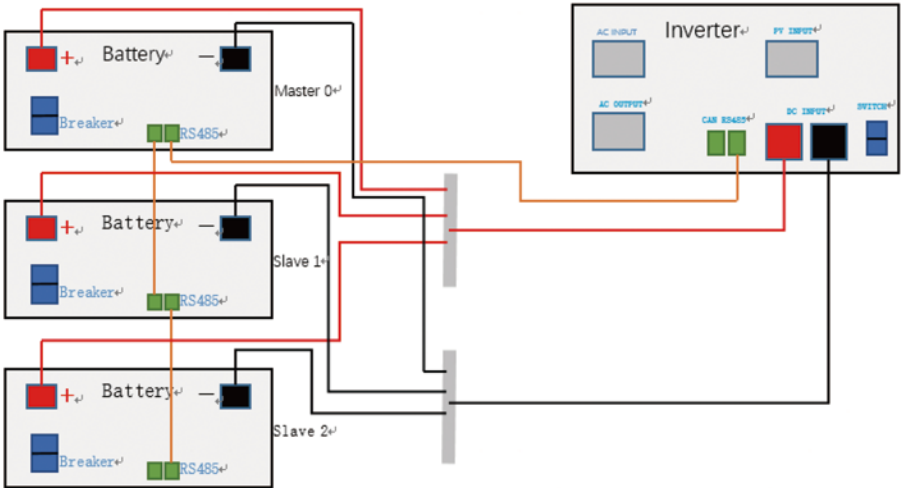 Battery↵
+↵
—↵
Master 0↵
Breaker↵
RS485↵
Inverter↵
AC INPUT
PV INPUT↵
AC OUTPUT↵
CAN RS485↵
DC INPUT↵
SWITCH↵
Battery↵
+↵
—↵
Slave 1↵
Breaker↵
RS485↵
Battery↵
+↵
—↵
Slave 2↵
Breaker↵
RS485↵